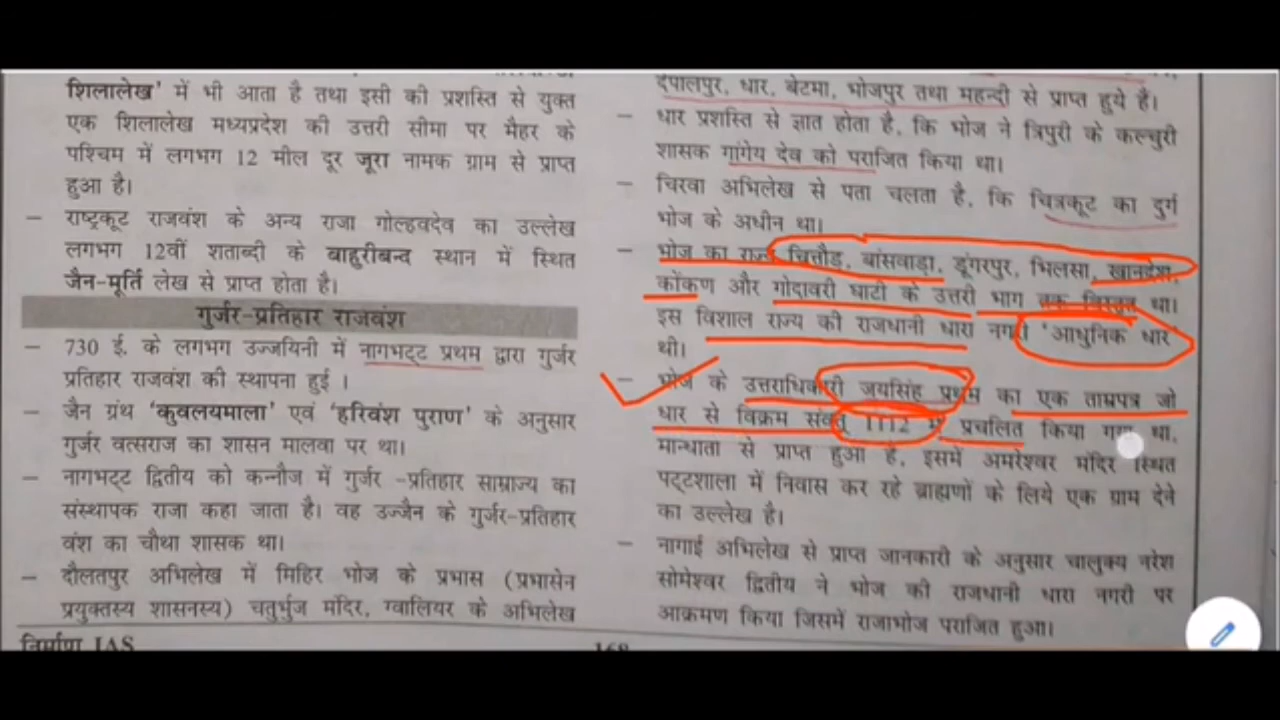 शिलालेख' में भी आता है तथा इसी की प्रशस्ति से युक्त
एक शिलालेख मध्यप्रदेश की उत्तरी सीमा पर मैहर के
पश्चिम में लगभग 12 मील दूर जूरा नामक ग्राम से प्राप्त
हुआ है।
– राष्ट्रकूट राजवंश के अन्य राजा गोल्हवदेव का उल्लेख
लगभग 12वीं शताब्दी के बाहुरीबन्द स्थान में स्थित
जैन-मूर्ति लेख से प्राप्त होता है।
गुर्जर-प्रतिहार राजवंश
– 730 ई. के लगभग उज्जयिनी में नागभट्ट प्रथम द्वारा गुर्जर
प्रतिहार राजवंश की स्थापना हुई ।
– जैन ग्रंथ 'कुवलयमाला' एवं 'हरिवंश पुराण' के अनुसार
गुर्जर वत्सराज का शासन मालवा पर था।
– नागभट्ट द्वितीय को कन्नौज में गुर्जर -प्रतिहार साम्राज्य का
संस्थापक राजा कहा जाता है। वह उज्जैन के गुर्जर-प्रतिहार
वंश का चौथा शासक था।
– दौलतपुर अभिलेख में मिहिर भोज के प्रभास (प्रभासेन
प्रयुक्तस्य शासनस्य) चतुर्भुज मंदिर, ग्वालियर के अभिलेख
निर्माण IAS
168
देपालपुर, धार, बेटमा, भोजपुर तथा महन्दी से प्राप्त हुये है।
– धार प्रशस्ति से ज्ञात होता है, कि भोज ने त्रिपुरी के कल्चुरी
शासक गांगेय देव को पराजित किया था।
– चिरवा अभिलेख से पता चलता है, कि चित्रकूट का दुर्ग
भोज के अधीन था।
– भोज का राज्य चित्तौड, बांसवाड़ा, डूंगरपुर, भिलसा, खानदेश,
कोंकण और गोदावरी घाटी के उत्तरी भाग तक विस्तृत था।
इस विशाल राज्य की राजधानी धारा नगरी 'आधुनिक धार'
थी।
– भोज के उत्तराधिकारी जयसिंह प्रथम का एक ताम्रपत्र जो
धार से विक्रम संवत् 1112 में प्रचलित किया गया था,
मान्धाता से प्राप्त हुआ है, इसमें अमरेश्वर मंदिर स्थित
पट्टशाला में निवास कर रहे ब्राह्मणों के लिये एक ग्राम देने
का उल्लेख है।
– नागाई अभिलेख से प्राप्त जानकारी के अनुसार चालुक्य नरेश
सोमेश्वर द्वितीय ने भोज की राजधानी धारा नगरी पर
आक्रमण किया जिसमें राजाभोज पराजित हुआ।